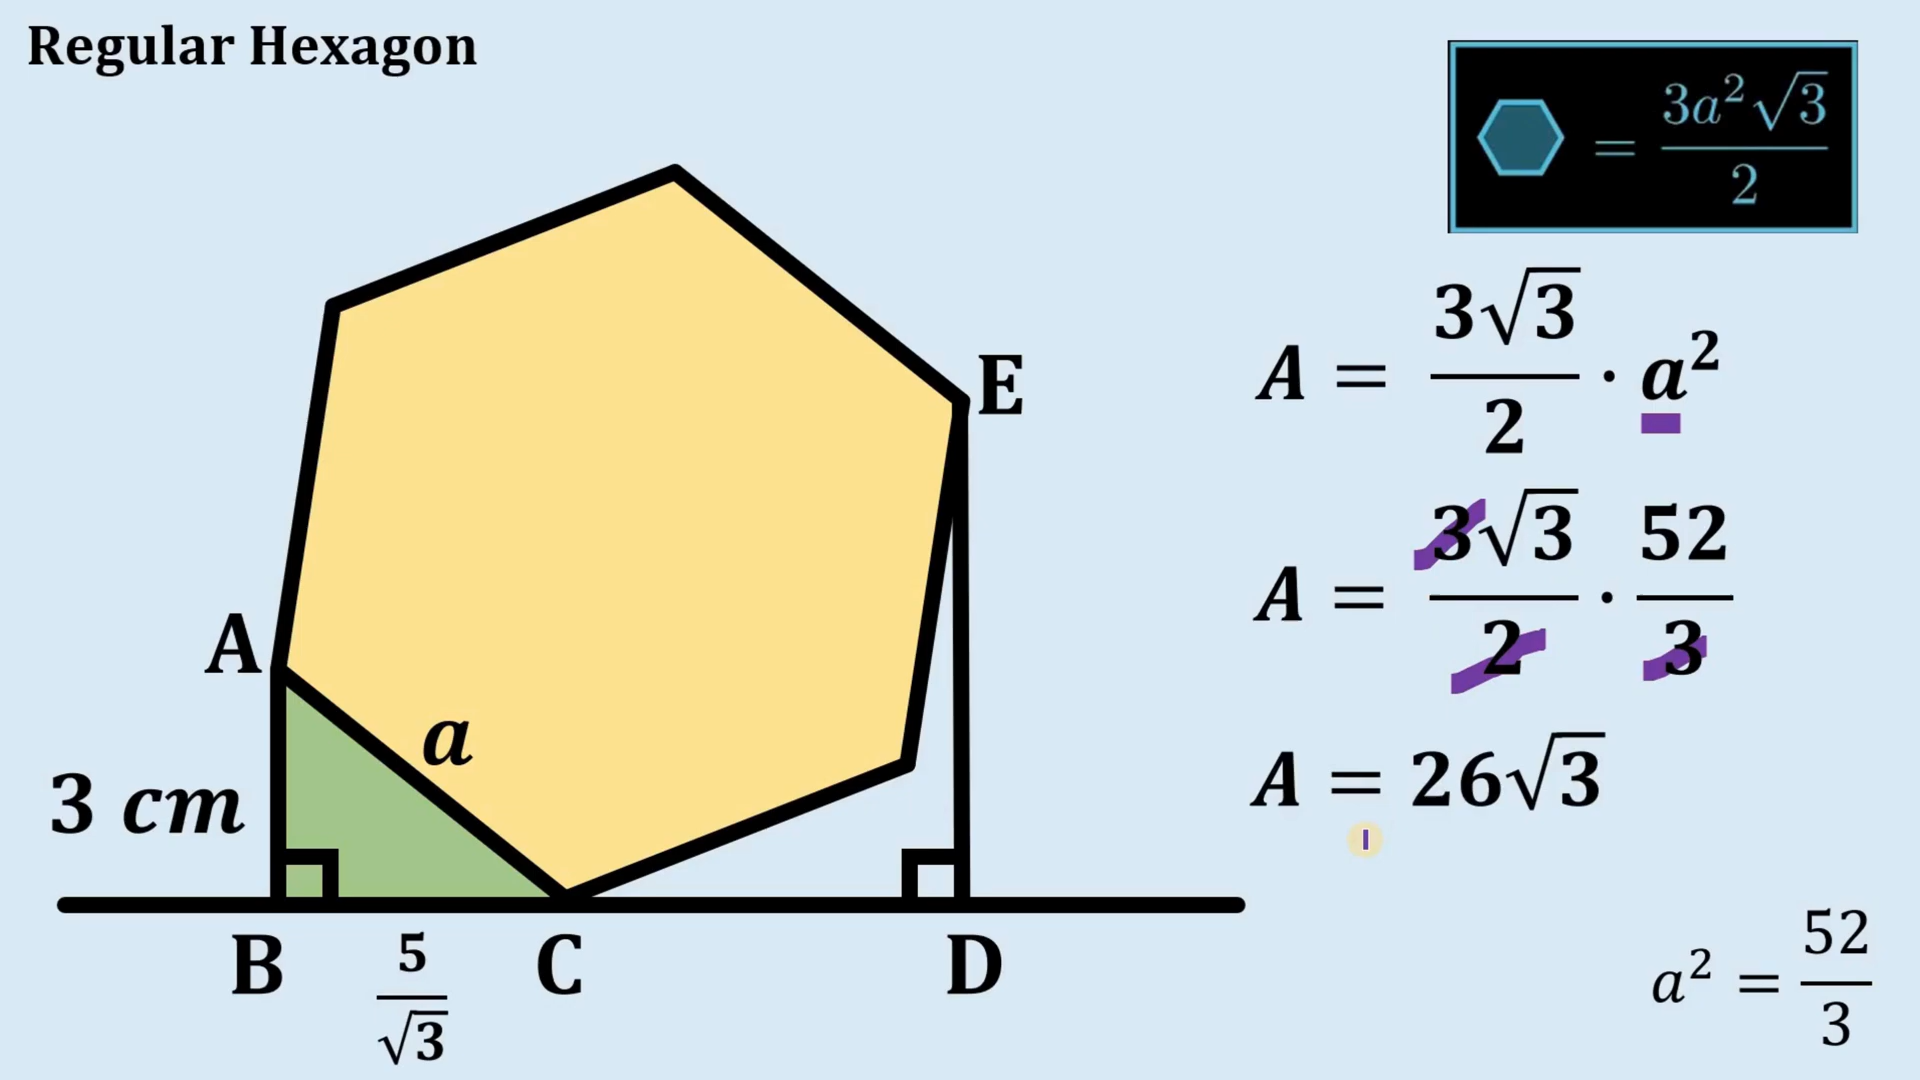 Regular Hexagon
= 3a²√3 / 2
A = 3√3 / 2 · a²
A = 3√3 / 2 · 52 / 3
A = 26√3
E
A
a
3 cm
B
5 / √3
C
D
a² = 52 / 3